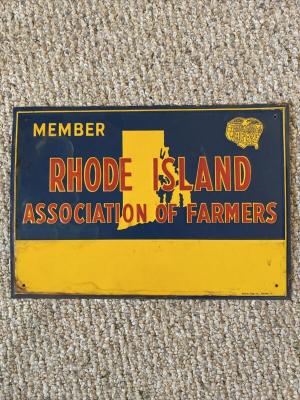 MEMBER
RHODE ISLAND
ASSOCIATION OF FARMERS